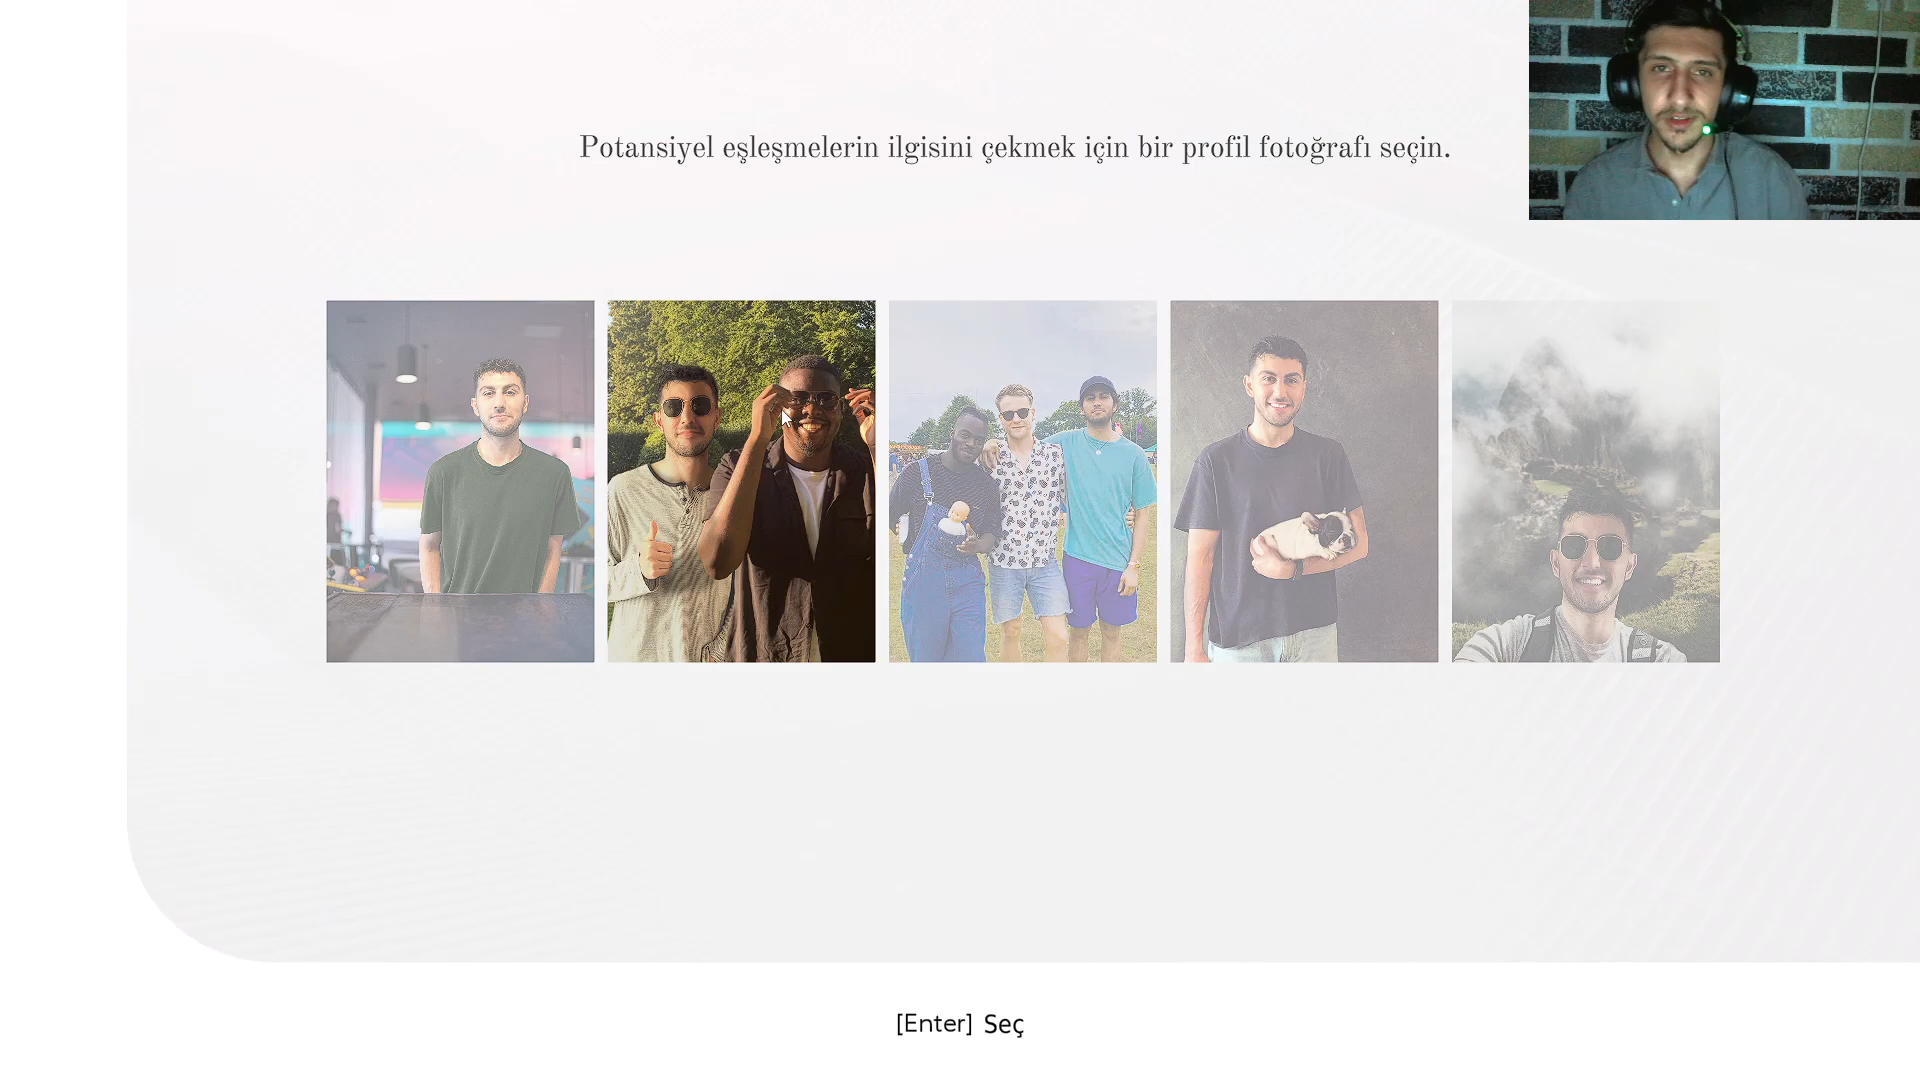 Potansiyel eşleşmelerin ilgisini çekmek için bir profil fotoğrafı seçin.
[Enter] Seç